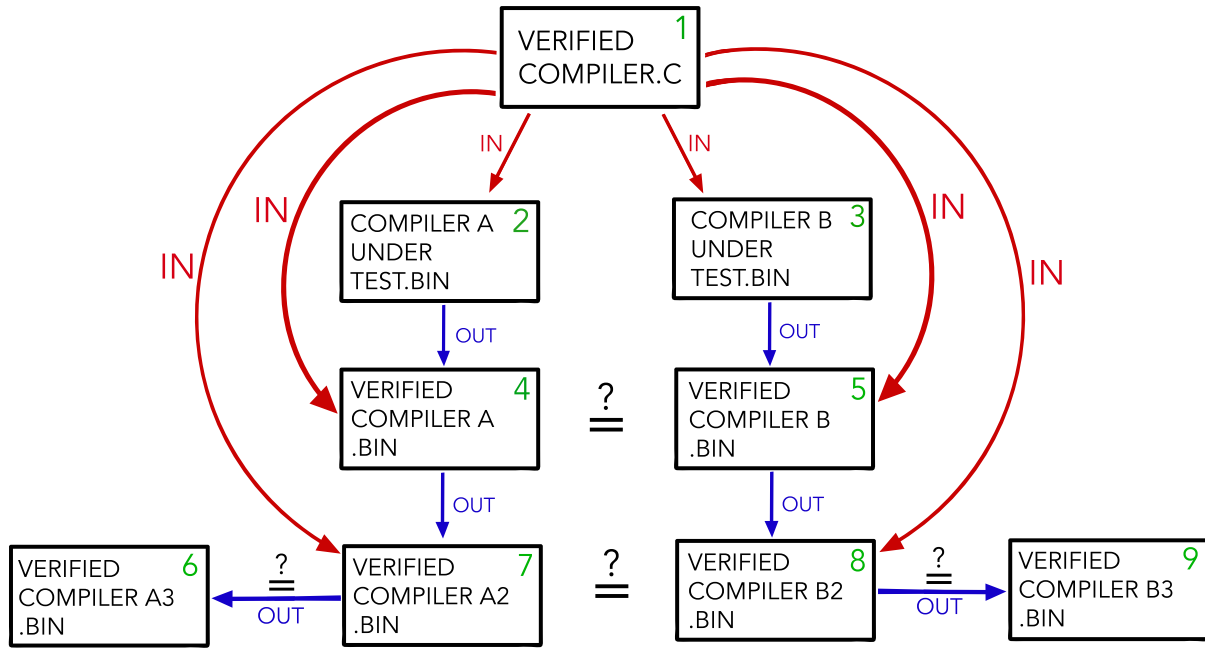 1
VERIFIED
COMPILER.C
IN
IN
IN
IN
IN
IN
2
COMPILER A
UNDER
TEST.BIN
3
COMPILER B
UNDER
TEST.BIN
OUT
OUT
4
VERIFIED
COMPILER A
.BIN
?
=
5
VERIFIED
COMPILER B
.BIN
OUT
OUT
6
VERIFIED
COMPILER A3
.BIN
?
=
OUT
7
VERIFIED
COMPILER A2
.BIN
?
=
8
VERIFIED
COMPILER B2
.BIN
?
=
OUT
9
VERIFIED
COMPILER B3
.BIN